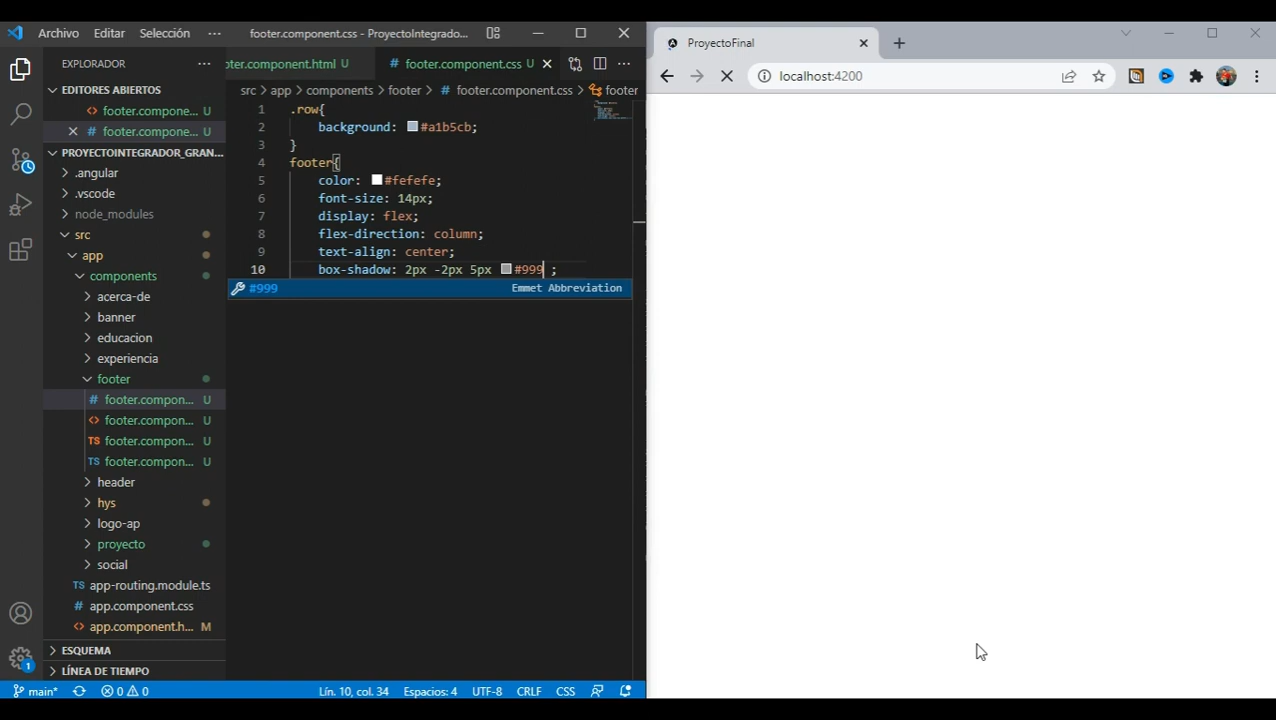 Archivo Editar Selección ··· footer.component.css - ProyectoIntegrado...
ProyectoFinal
localhost:4200
EXPLORADOR
EDITORES ABIERTOS
footer.compone... U
footer.compone... U
PROYECTOINTEGRADOR_GRAN...
.angular
.vscode
node_modules
src
app
components
acerca-de
banner
educacion
experiencia
footer
footer.compon... U
footer.compon... U
TS footer.compon... U
TS footer.compon... U
header
hys
logo-ap
proyecto
social
TS app-routing.module.ts
app.component.css
app.component.h... M
ESQUEMA
LÍNEA DE TIEMPO
ter.component.html U
# footer.component.css U
src > app > components > footer > # footer.component.css > footer
1 .row{
2 background: #a1b5cb;
3 }
4 footer{
5 color: #fefefe;
6 font-size: 14px;
7 display: flex;
8 flex-direction: column;
9 text-align: center;
10 box-shadow: 2px -2px 5px #999 ;
#999 Emmet Abbreviation
1
main* 0 0 Lín. 10, col. 34 Espacios: 4 UTF-8 CRLF CSS